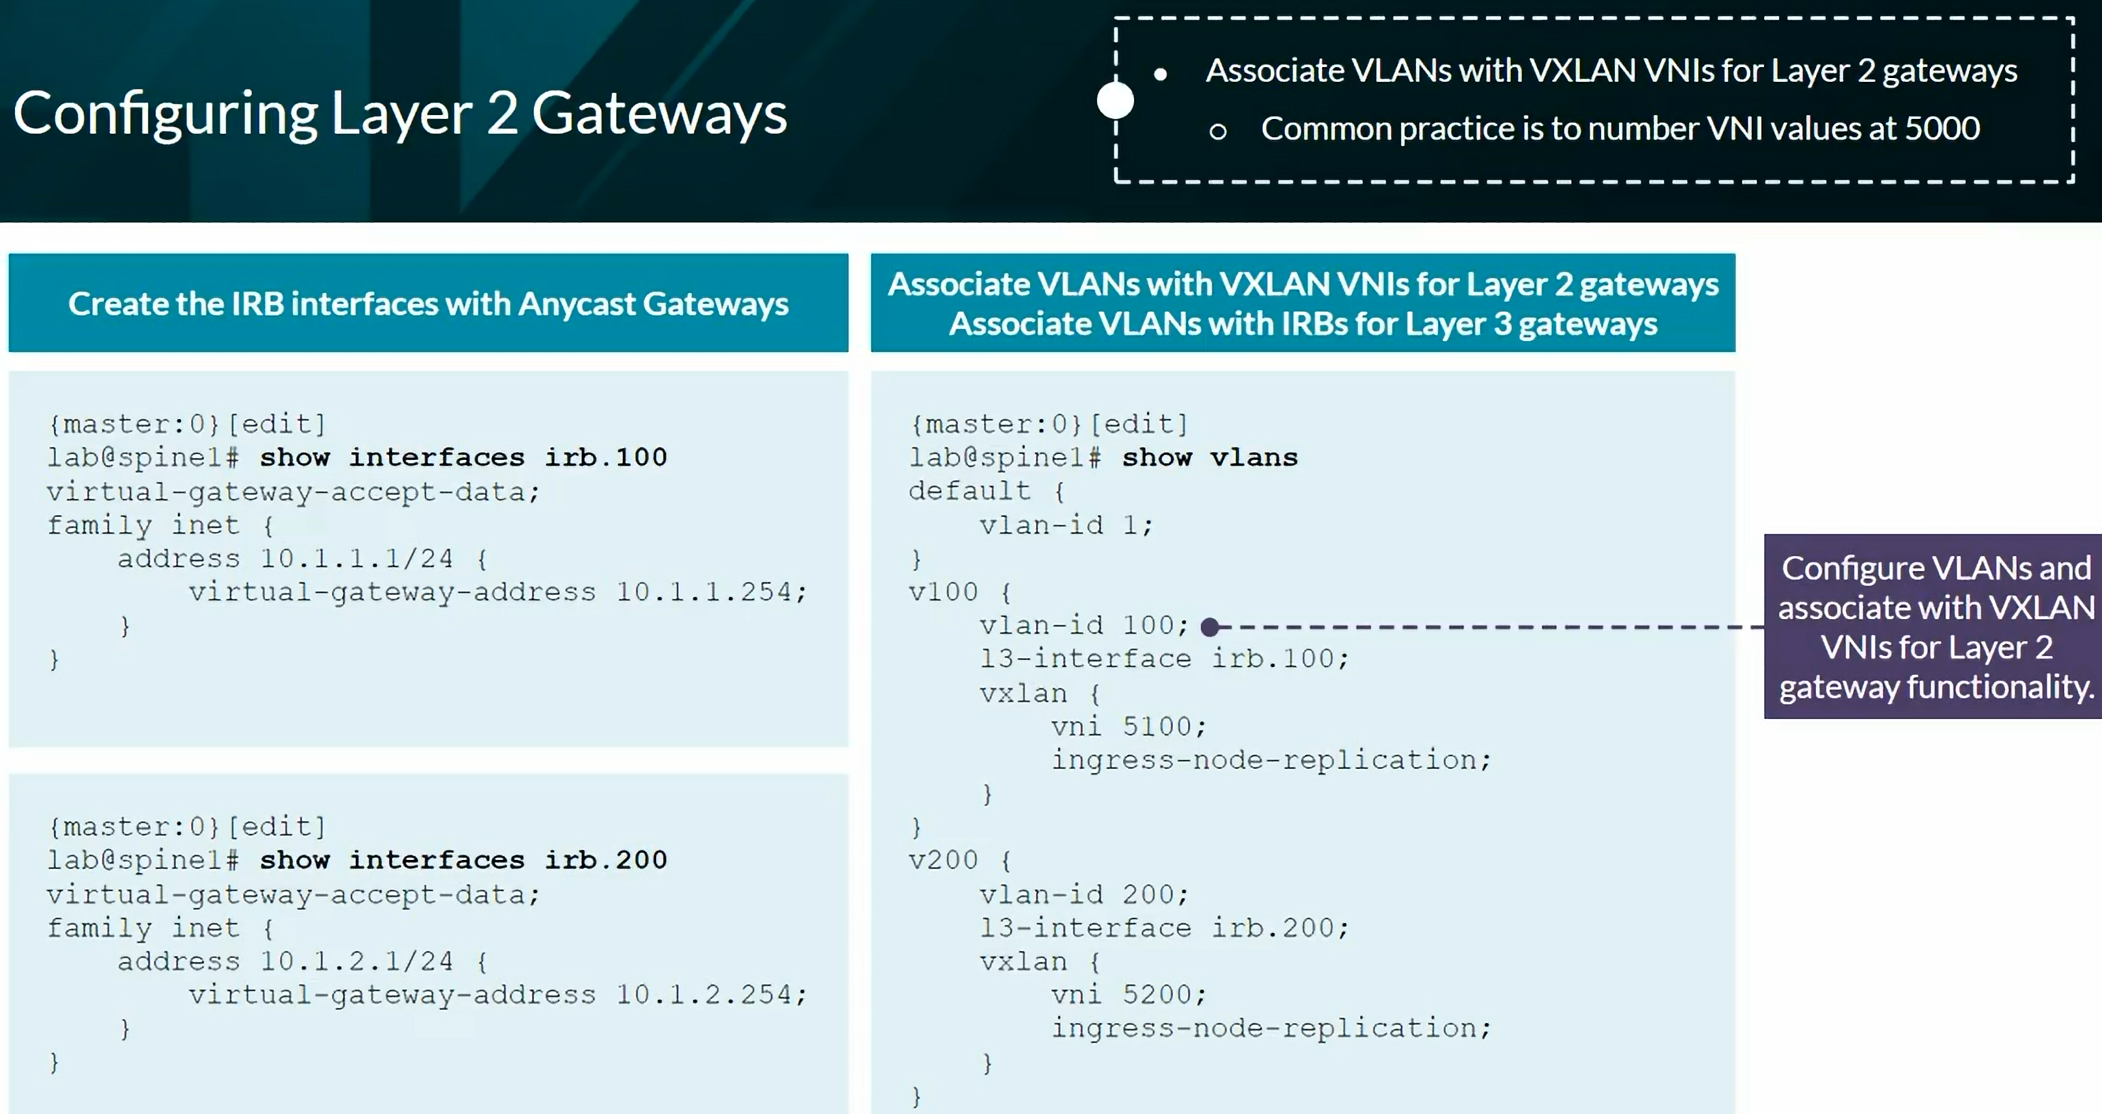 Configuring Layer 2 Gateways
• Associate VLANs with VXLAN VNIs for Layer 2 gateways
○ Common practice is to number VNI values at 5000
Create the IRB interfaces with Anycast Gateways
{master:0}[edit]
lab@spine1# show interfaces irb.100
virtual-gateway-accept-data;
family inet {
    address 10.1.1.1/24 {
        virtual-gateway-address 10.1.1.254;
    }
}
{master:0}[edit]
lab@spine1# show interfaces irb.200
virtual-gateway-accept-data;
family inet {
    address 10.1.2.1/24 {
        virtual-gateway-address 10.1.2.254;
    }
}
Associate VLANs with VXLAN VNIs for Layer 2 gateways
Associate VLANs with IRBs for Layer 3 gateways
{master:0}[edit]
lab@spine1# show vlans
default {
    vlan-id 1;
}
v100 {
    vlan-id 100;
    l3-interface irb.100;
    vxlan {
        vni 5100;
        ingress-node-replication;
    }
}
v200 {
    vlan-id 200;
    l3-interface irb.200;
    vxlan {
        vni 5200;
        ingress-node-replication;
    }
}
Configure VLANs and
associate with VXLAN
VNIs for Layer 2
gateway functionality.